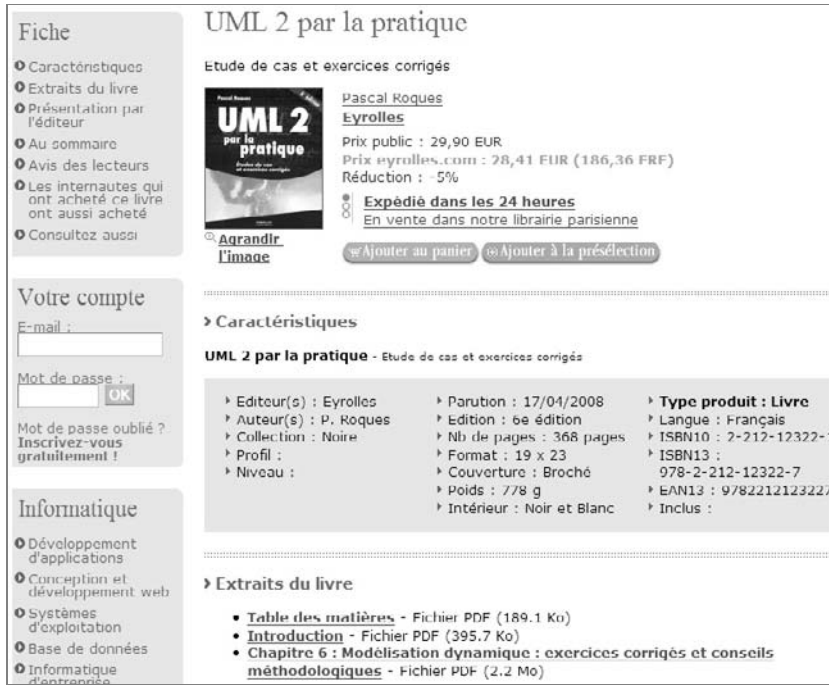 Fiche
Caractéristiques
Extraits du livre
Présentation par
l'éditeur
Au sommaire
Avis des lecteurs
Les internautes qui
ont acheté ce livre
ont aussi acheté
Consultez aussi
Votre compte
E-mail :
Mot de passe :
OK
Mot de passe oublié ?
Inscrivez-vous
gratuitement !
Informatique
Développement
d'applications
Conception et
développement web
Systèmes
d'exploitation
Base de données
Informatique
d'entreprise
UML 2 par la pratique
Etude de cas et exercices corrigés
Pascal Roques
UML 2
par la
pratique
Études de cas
et exercices corrigés
Agrandir
l'image
Pascal Roques
Eyrolles
Prix public : 29,90 EUR
Prix eyrolles.com : 28,41 EUR (186,36 FRF)
Réduction : -5%
Expédié dans les 24 heures
En vente dans notre librairie parisienne
Ajouter au panier
Ajouter à la présélection
Caractéristiques
UML 2 par la pratique - Etude de cas et exercices corrigés
Editeur(s) : Eyrolles
Auteur(s) : P. Roques
Collection : Noire
Profil :
Niveau :
Parution : 17/04/2008
Edition : 6e édition
Nb de pages : 368 pages
Format : 19 x 23
Couverture : Broché
Poids : 778 g
Intérieur : Noir et Blanc
Type produit : Livre
Langue : Français
ISBN10 : 2-212-12322-
ISBN13 :
978-2-212-12322-7
EAN13 : 9782212123227
Inclus :
Extraits du livre
Table des matières - Fichier PDF (189.1 Ko)
Introduction - Fichier PDF (395.7 Ko)
Chapitre 6 : Modélisation dynamique : exercices corrigés et conseils
méthodologiques - Fichier PDF (2.2 Mo)